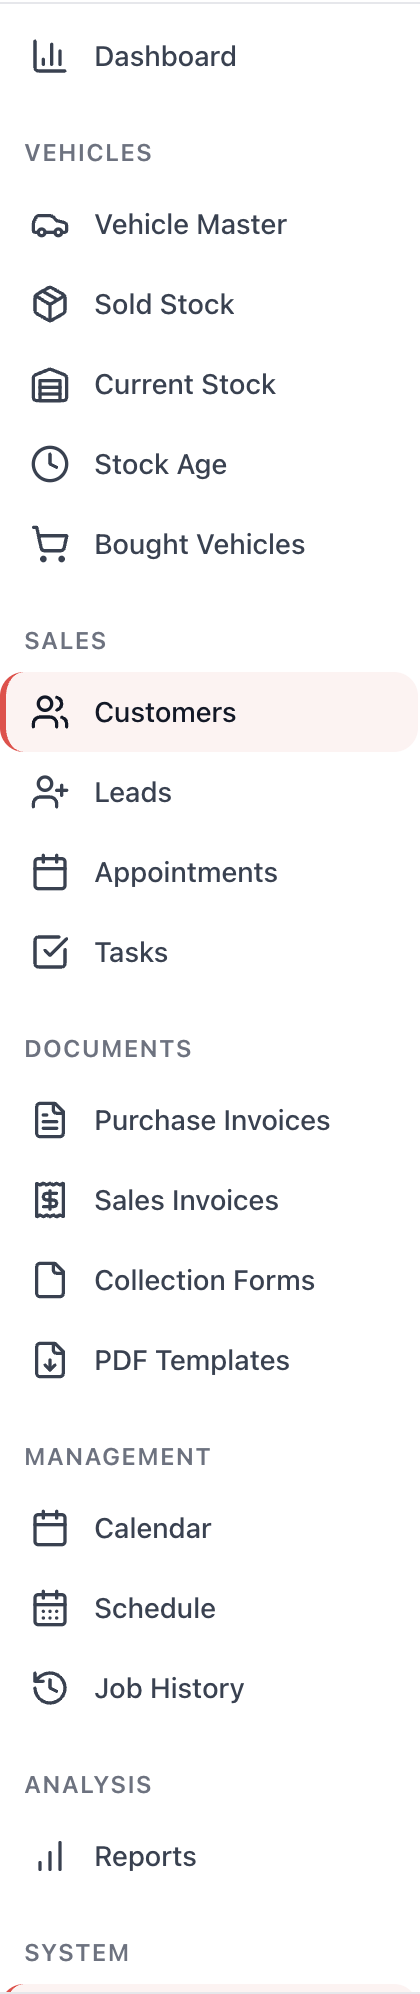 Dashboard
VEHICLES
Vehicle Master
Sold Stock
Current Stock
Stock Age
Bought Vehicles
SALES
Customers
Leads
Appointments
Tasks
DOCUMENTS
Purchase Invoices
Sales Invoices
Collection Forms
PDF Templates
MANAGEMENT
Calendar
Schedule
Job History
ANALYSIS
Reports
SYSTEM